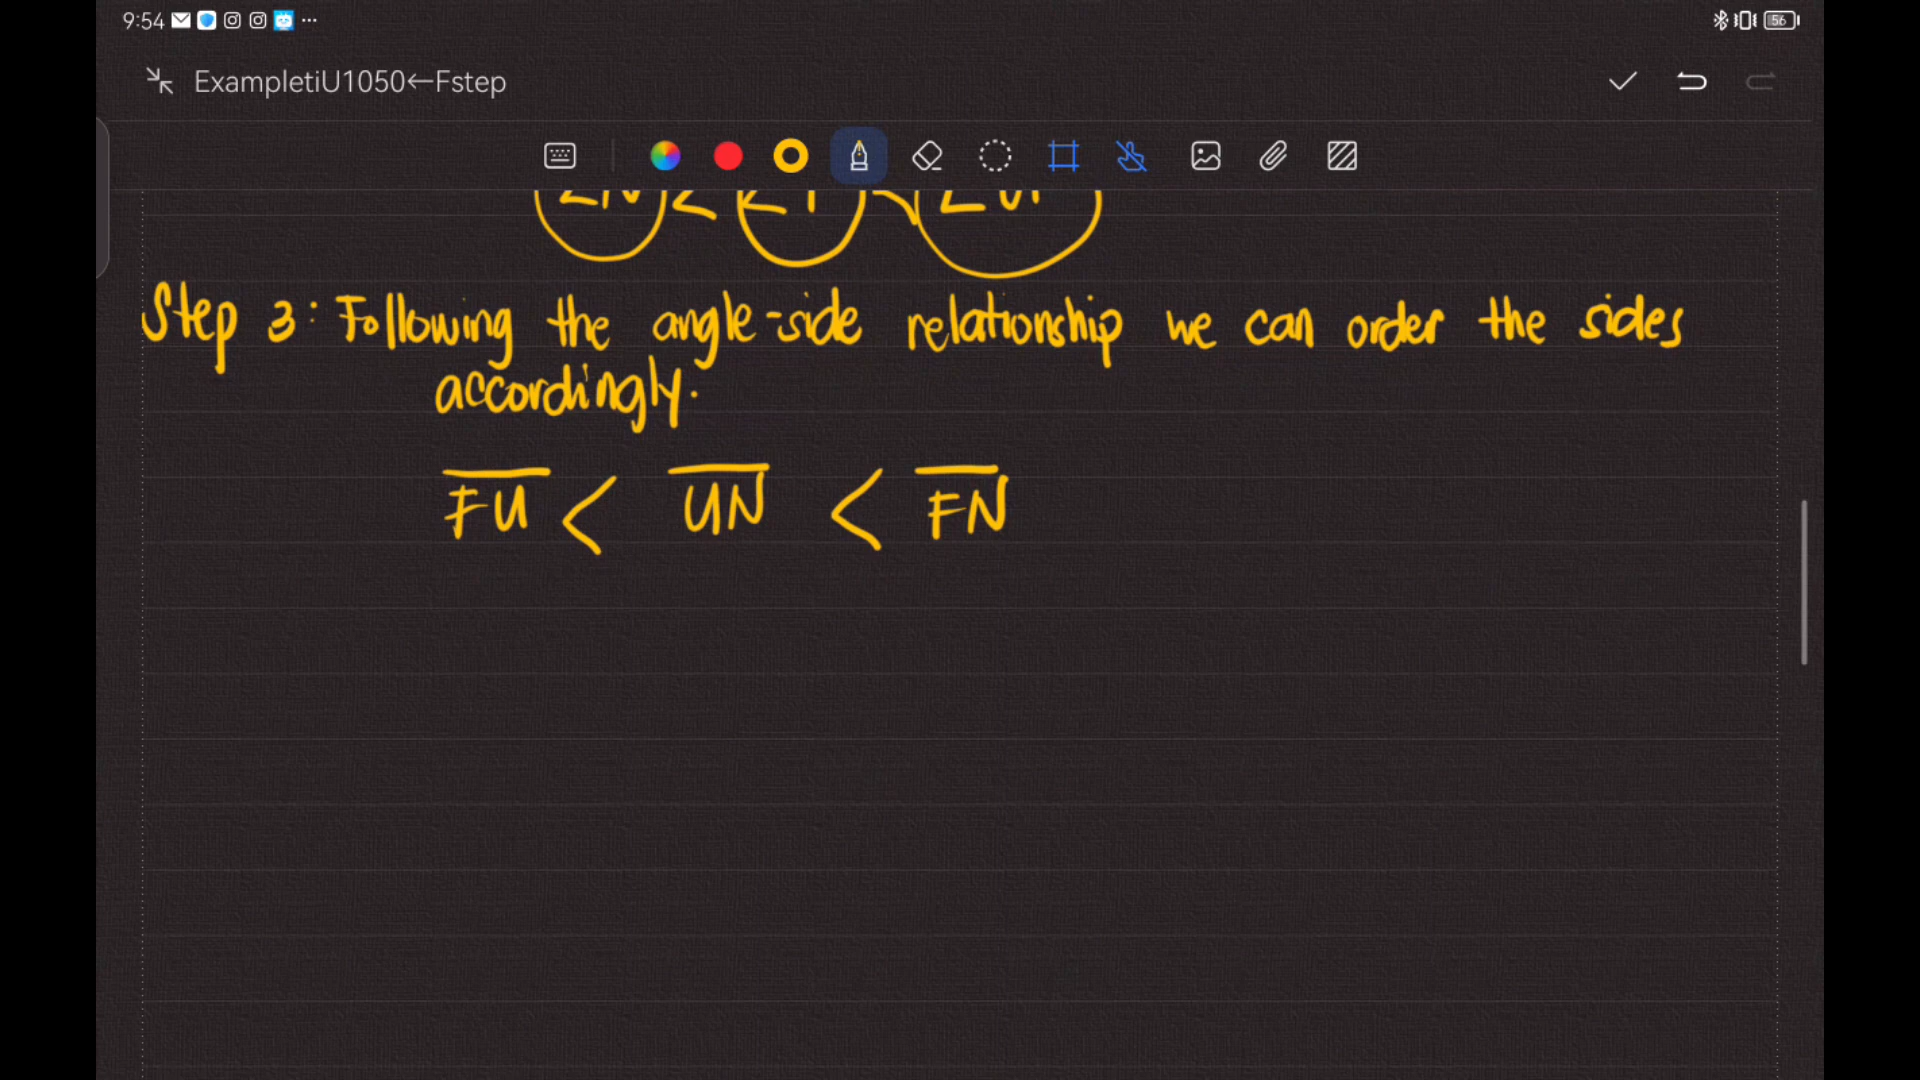 9:54 56
ExampletiU1050←Fstep
Step 3: Following the angle-side relationship we can order the sides
accordingly.
FU < UN < FN